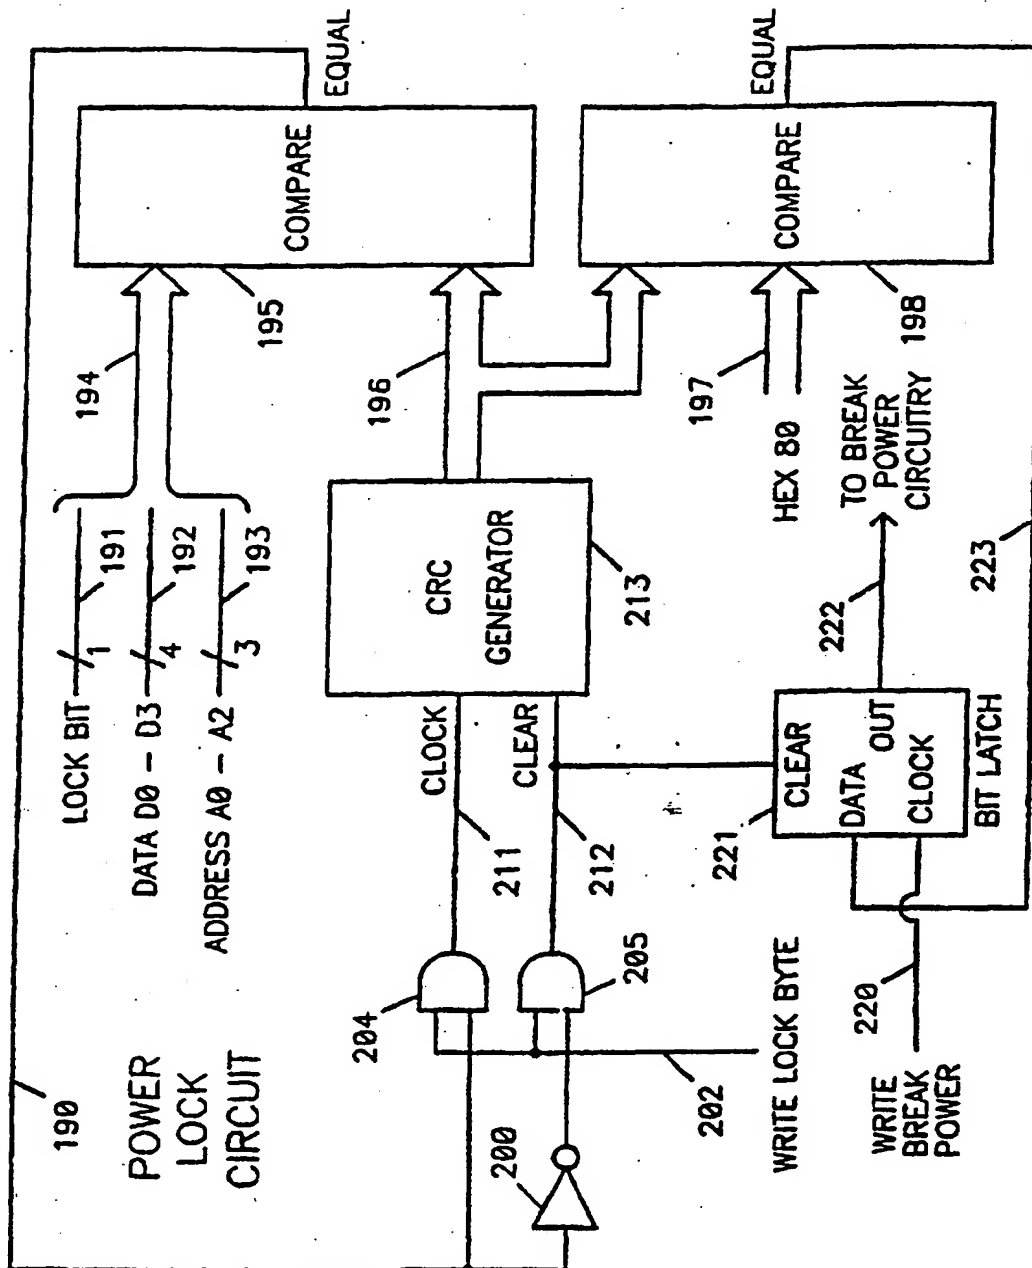 190
POWER
LOCK
CIRCUIT
LOCK BIT
1
191
DATA D0 - D3
4
192
ADDRESS A0 - A2
3
193
194
195
COMPARE
EQUAL
196
204
211
CLOCK
CRC
GENERATOR
213
200
205
212
CLEAR
202
WRITE LOCK BYTE
HEX 80
197
198
COMPARE
EQUAL
WRITE
BREAK
POWER
220
221
CLEAR
DATA
OUT
CLOCK
BIT LATCH
222
TO BREAK
POWER
CIRCUITRY
223